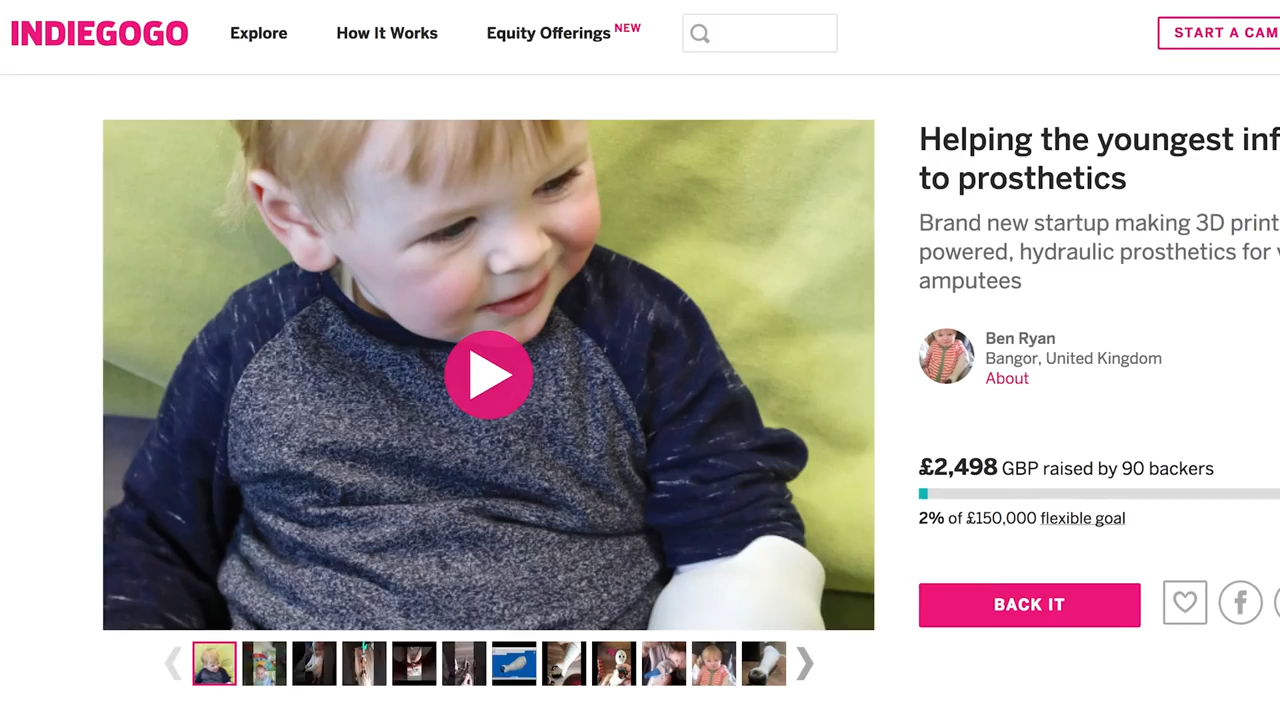 INDIEGOGO
Explore
How It Works
Equity Offerings NEW
START A CAM
Helping the youngest inf
to prosthetics
Brand new startup making 3D print
powered, hydraulic prosthetics for
amputees
Ben Ryan
Bangor, United Kingdom
About
£2,498 GBP raised by 90 backers
2% of £150,000 flexible goal
BACK IT